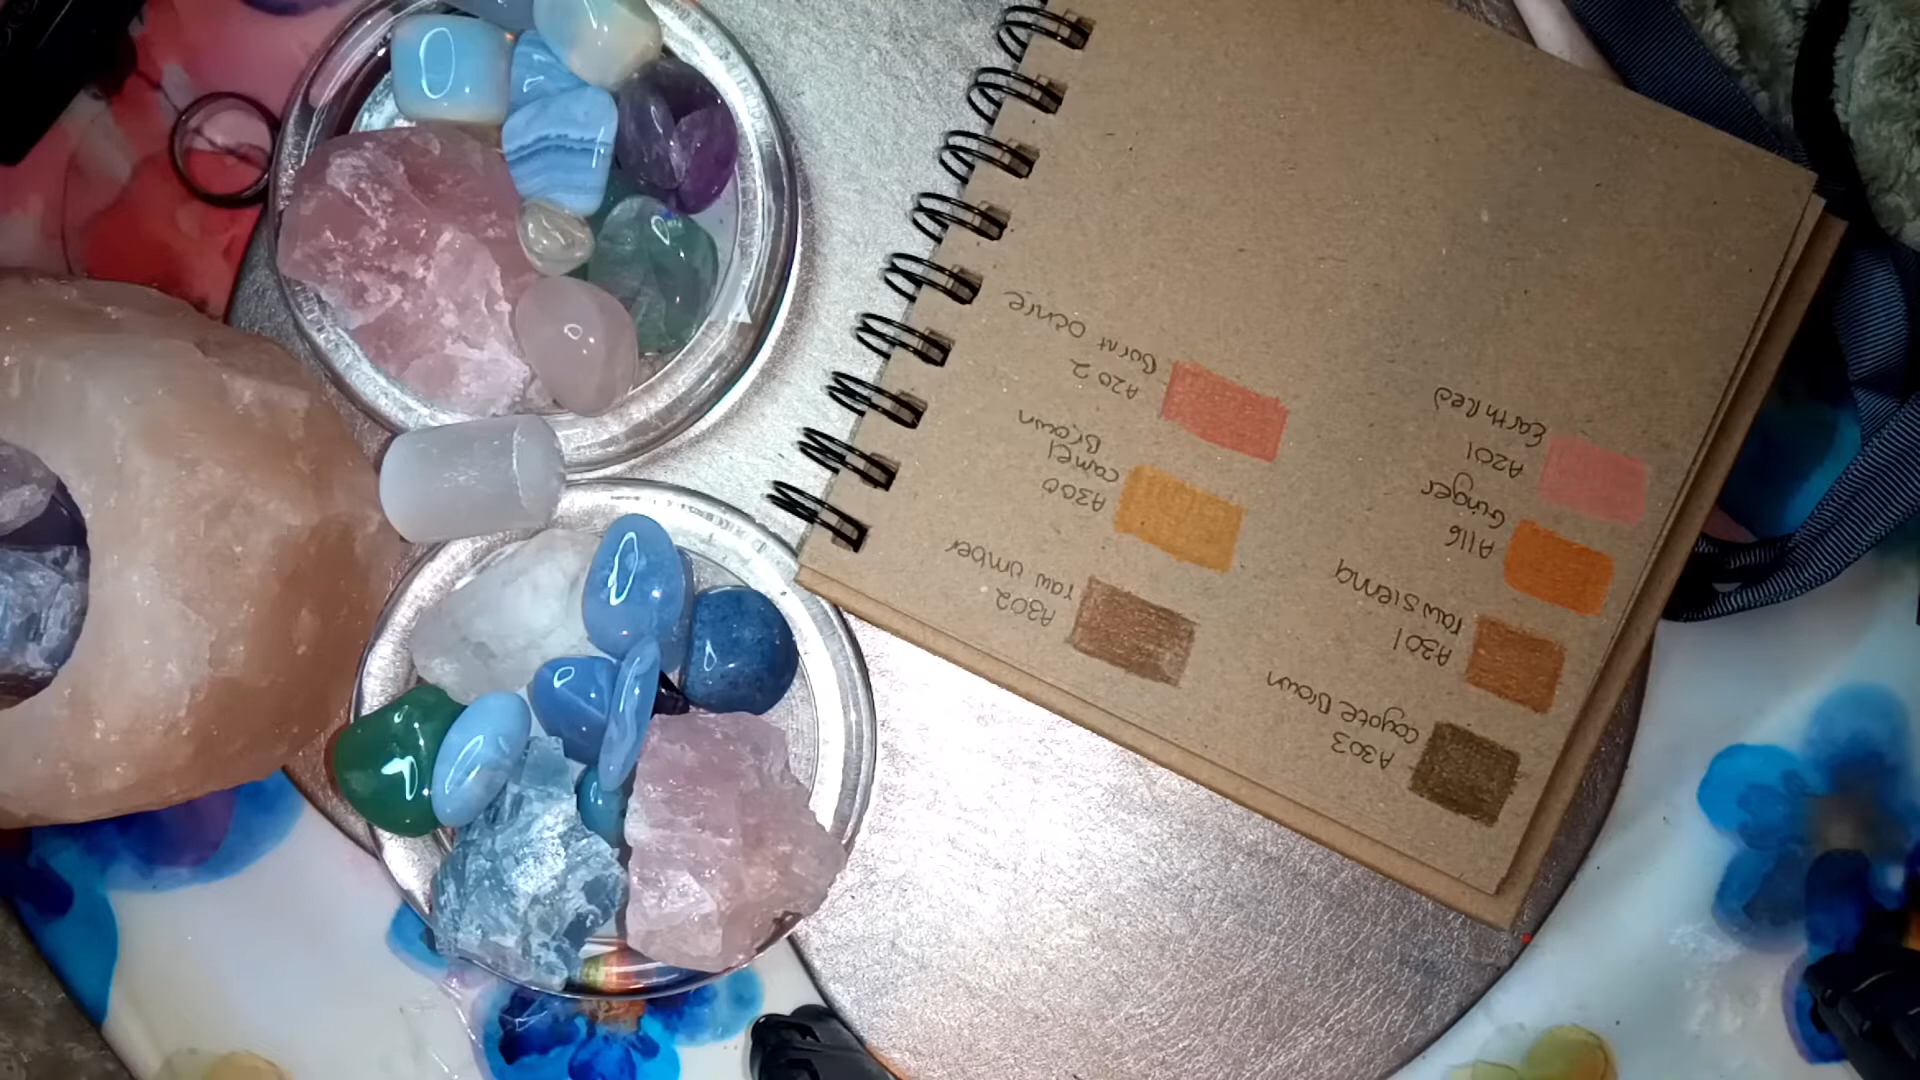 A303
coyote Brown
A302
raw umber
A301
raw sienna
A300
camel
Brown
A116
Ginger
A202
Burnt Ochre
A201
Earth Red